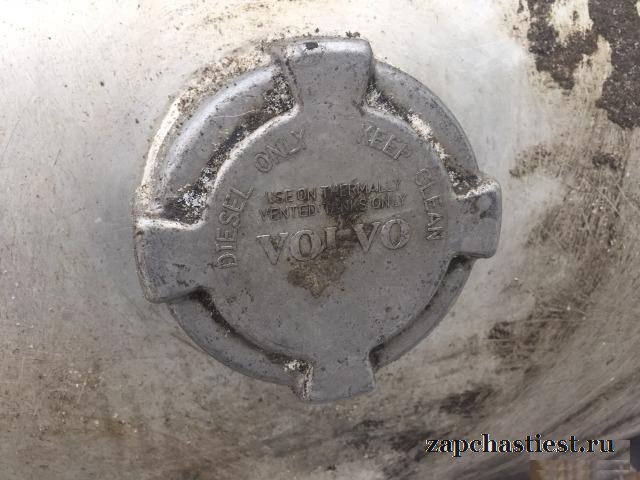 DIESEL ONLY KEEP CLEAN
USE ON THERMALLY
VENTED TANKS ONLY
VOLVO
zapchastiest.ru